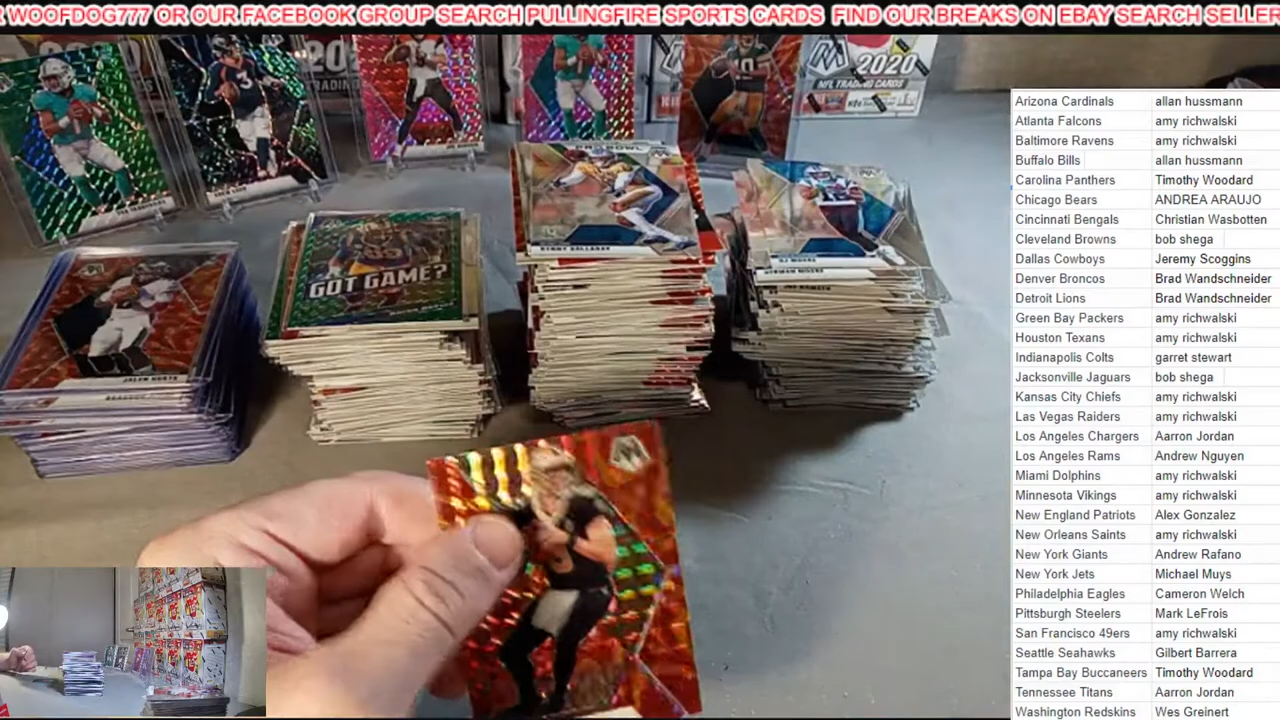 R WOOFDOG777 OR OUR FACEBOOK GROUP SEARCH PULLINGFIRE SPORTS CARDS FIND OUR BREAKS ON EBAY SEARCH SELLER
2020
NFL TRADING CARDS
PRO BOWL
GOT GAME?
JALEN HURTS
Arizona Cardinals allan hussmann
Atlanta Falcons amy richwalski
Baltimore Ravens amy richwalski
Buffalo Bills allan hussmann
Carolina Panthers Timothy Woodard
Chicago Bears ANDREA ARAUJO
Cincinnati Bengals Christian Wasbotten
Cleveland Browns bob shega
Dallas Cowboys Jeremy Scoggins
Denver Broncos Brad Wandschneider
Detroit Lions Brad Wandschneider
Green Bay Packers amy richwalski
Houston Texans amy richwalski
Indianapolis Colts garret stewart
Jacksonville Jaguars bob shega
Kansas City Chiefs amy richwalski
Las Vegas Raiders amy richwalski
Los Angeles Chargers Aarron Jordan
Los Angeles Rams Andrew Nguyen
Miami Dolphins amy richwalski
Minnesota Vikings amy richwalski
New England Patriots Alex Gonzalez
New Orleans Saints amy richwalski
New York Giants Andrew Rafano
New York Jets Michael Muys
Philadelphia Eagles Cameron Welch
Pittsburgh Steelers Mark LeFrois
San Francisco 49ers amy richwalski
Seattle Seahawks Gilbert Barrera
Tampa Bay Buccaneers Timothy Woodard
Tennessee Titans Aarron Jordan
Washington Redskins Wes Greinert